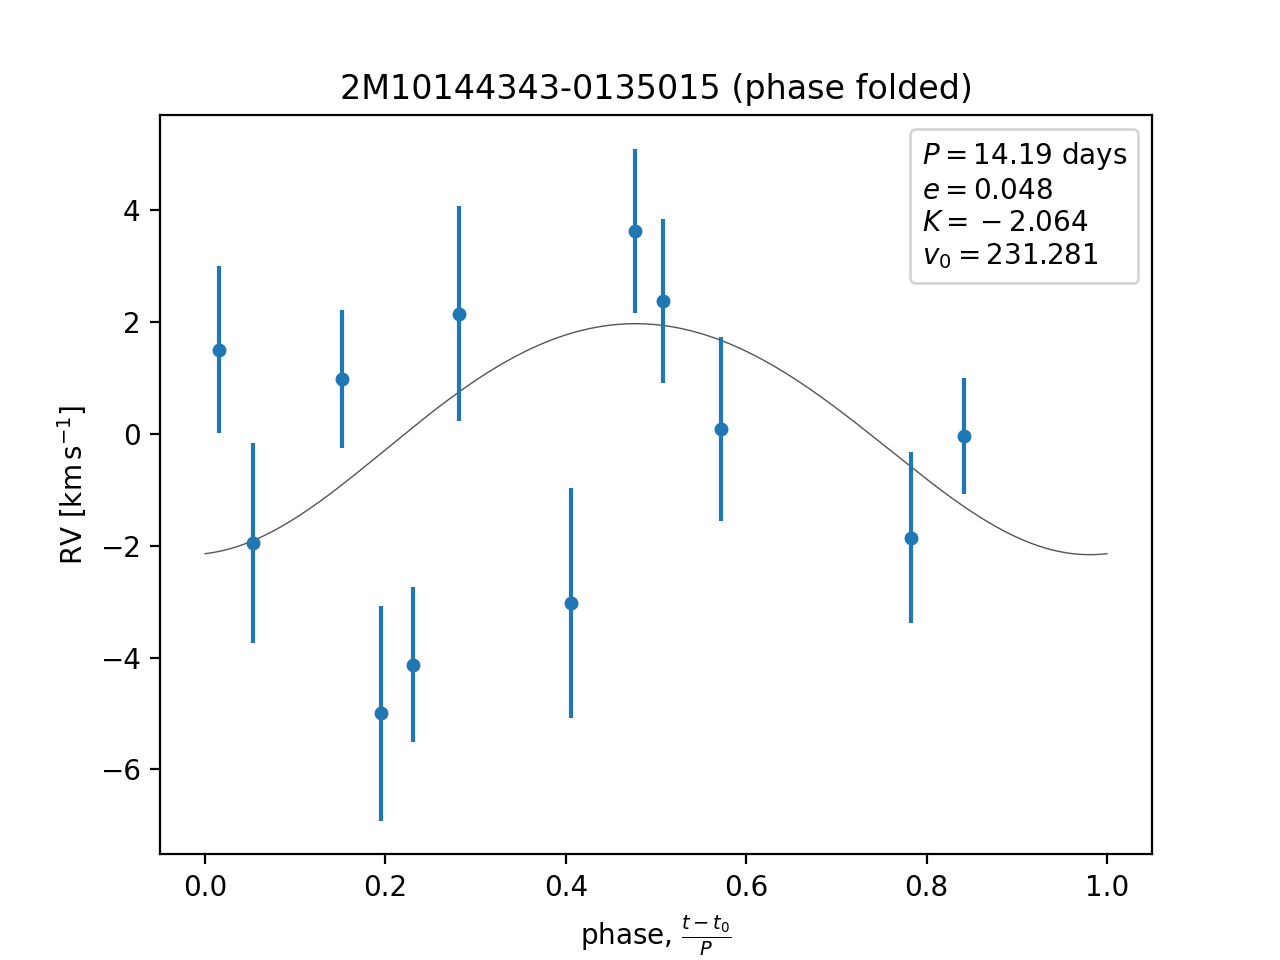 2M10144343-0135015 (phase folded)
P = 14.19 days
e = 0.048
K = −2.064
v₀ = 231.281
4
2
0
−2
−4
−6
RV [km s⁻¹]
0.0 0.2 0.4 0.6 0.8 1.0
phase, (t − t₀)/P